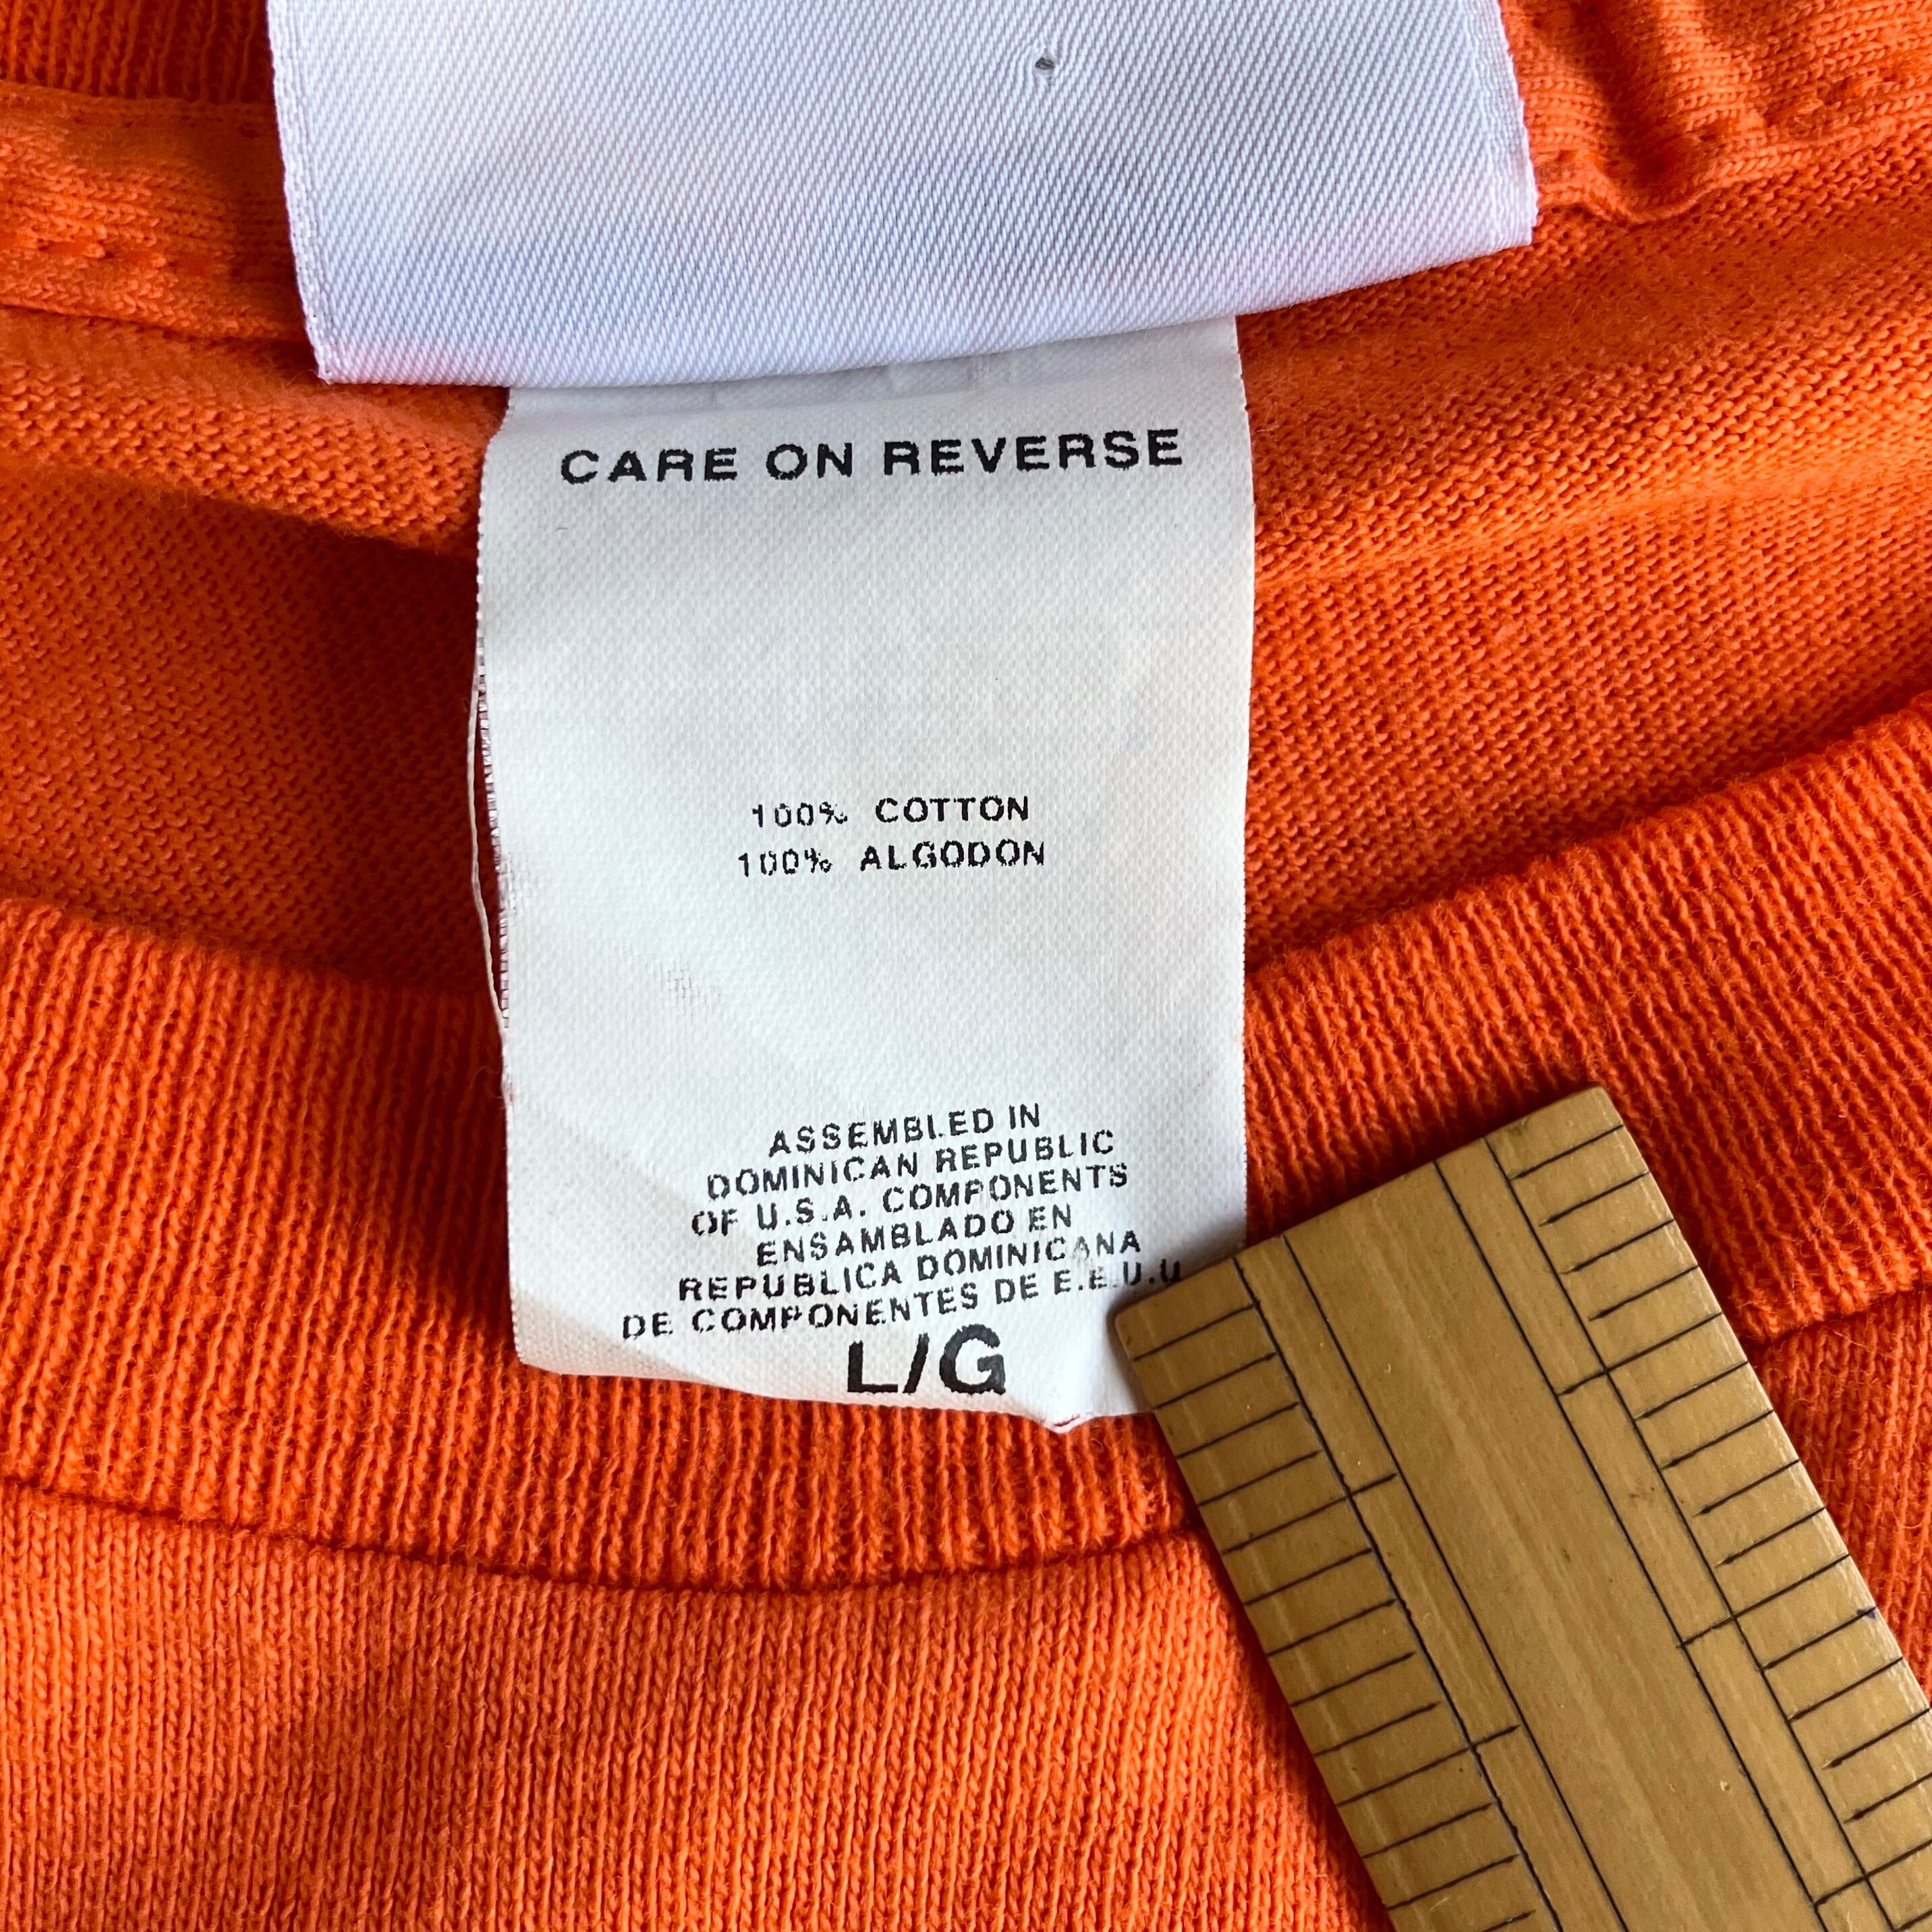 CARE ON REVERSE
100% COTTON
100% ALGODON
ASSEMBLED IN
DOMINICAN REPUBLIC
OF U.S.A. COMPONENTS
ENSAMBLADO EN
REPUBLICA DOMINICANA
DE COMPONENTES DE E.E.U.U
L/G